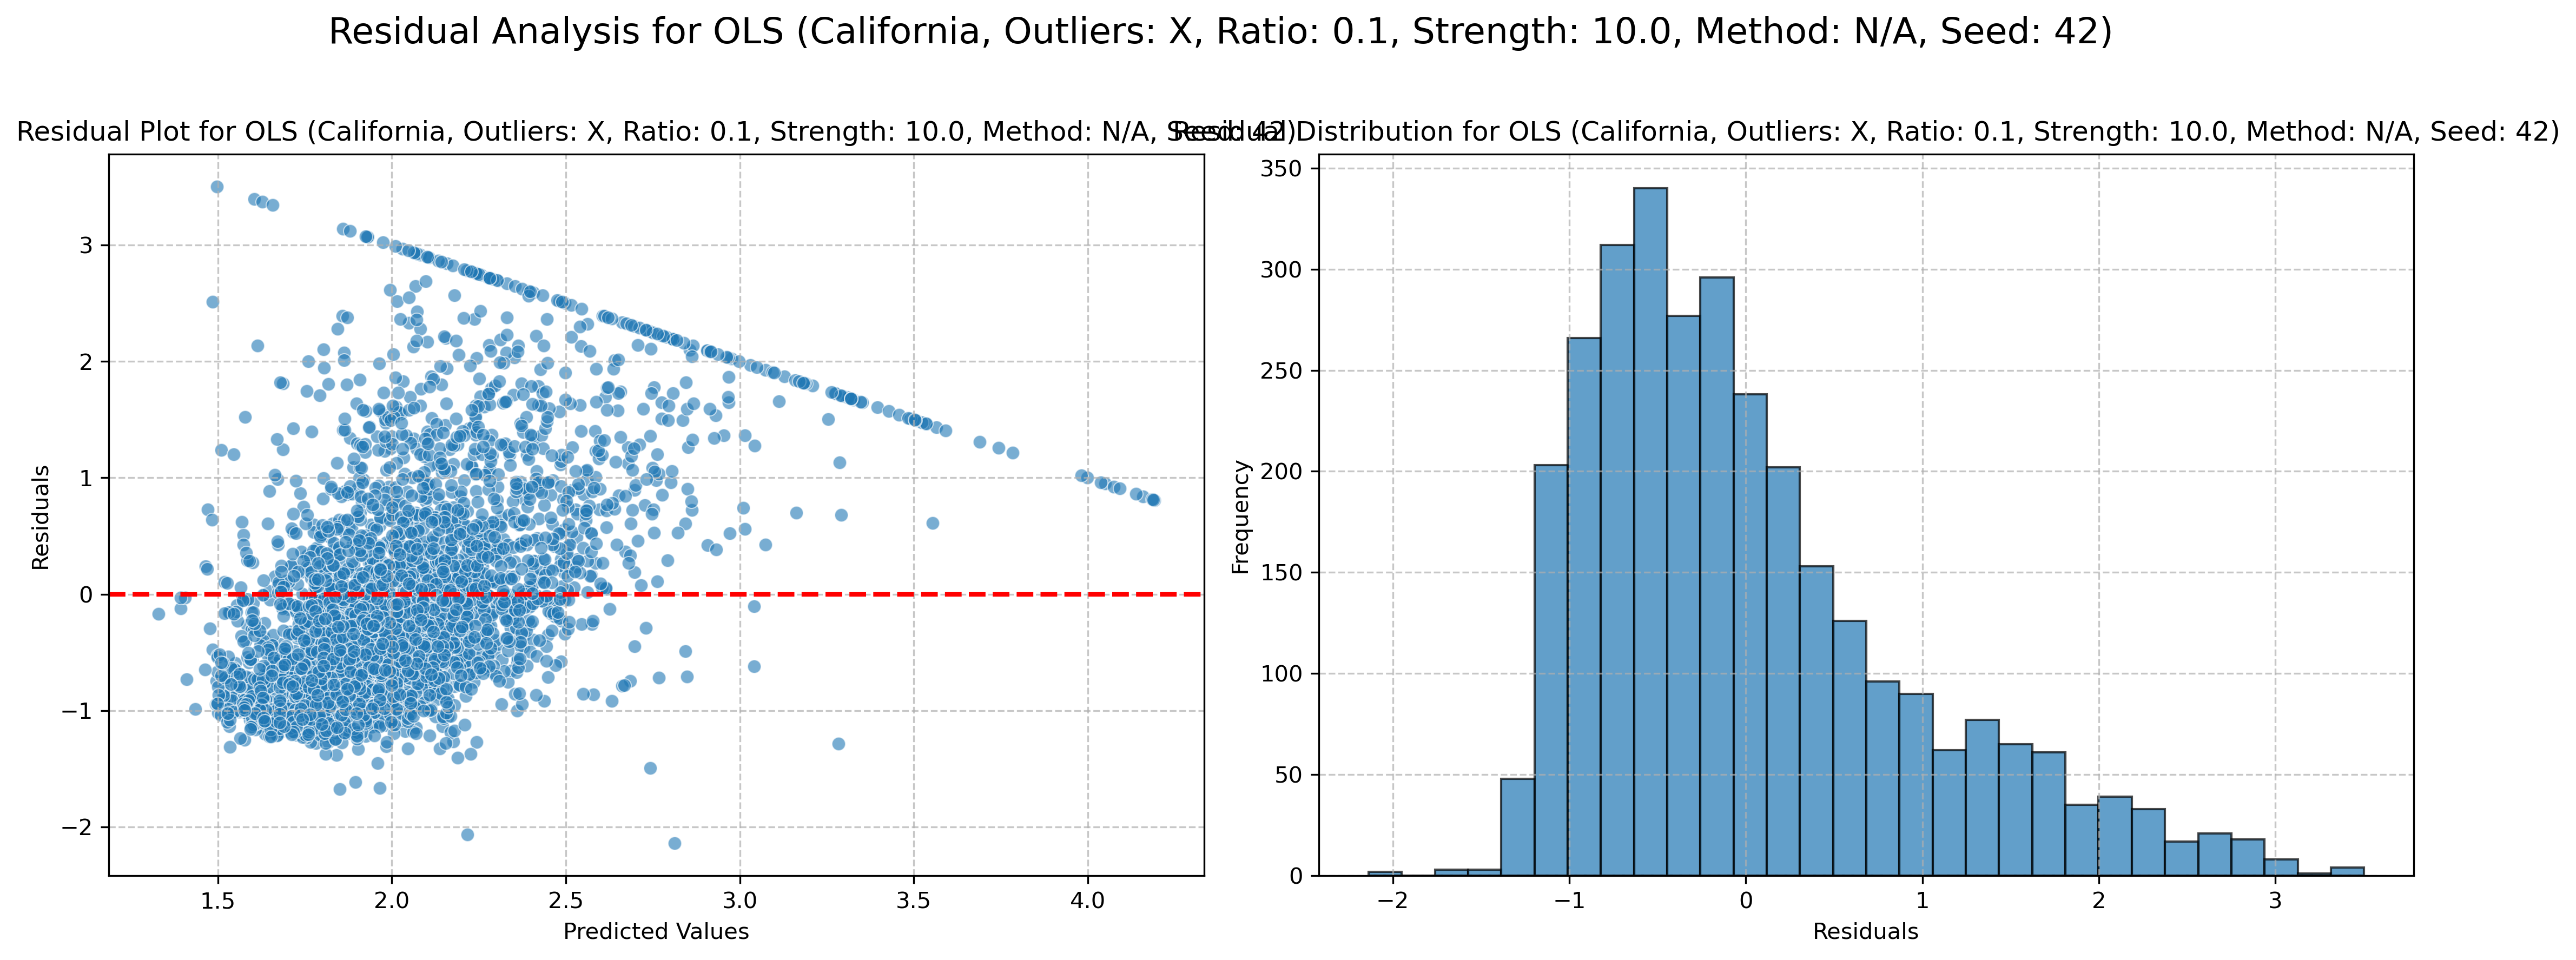 Residual Analysis for OLS (California, Outliers: X, Ratio: 0.1, Strength: 10.0, Method: N/A, Seed: 42)
Residual Plot for OLS (California, Outliers: X, Ratio: 0.1, Strength: 10.0, Method: N/A, Seed: 42)
3
2
1
0
−1
−2
Residuals
1.5 2.0 2.5 3.0 3.5 4.0
Predicted Values
Residual Distribution for OLS (California, Outliers: X, Ratio: 0.1, Strength: 10.0, Method: N/A, Seed: 42)
350
300
250
200
150
100
50
0
Frequency
−2 −1 0 1 2 3
Residuals